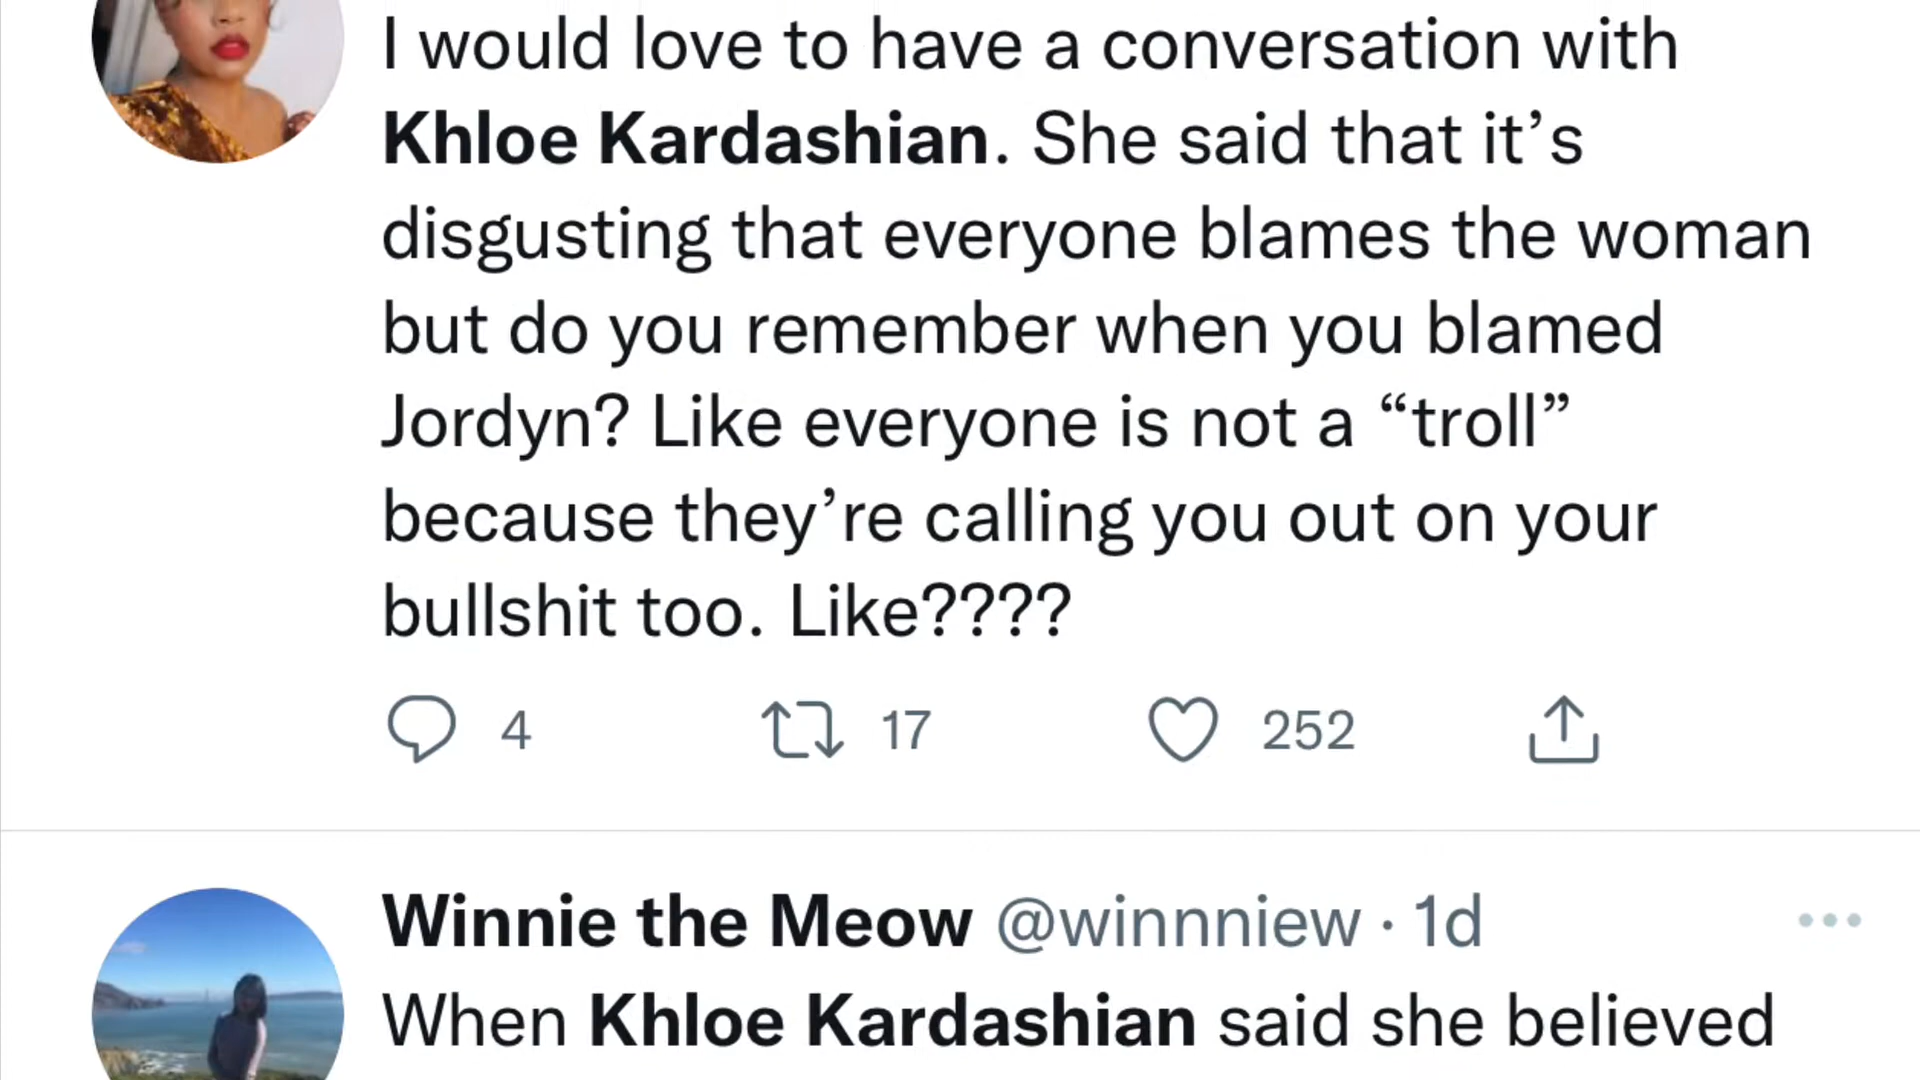 I would love to have a conversation with
Khloe Kardashian. She said that it’s
disgusting that everyone blames the woman
but do you remember when you blamed
Jordyn? Like everyone is not a “troll”
because they’re calling you out on your
bullshit too. Like????
4 17 252
Winnie the Meow @winnniew · 1d
When Khloe Kardashian said she believed